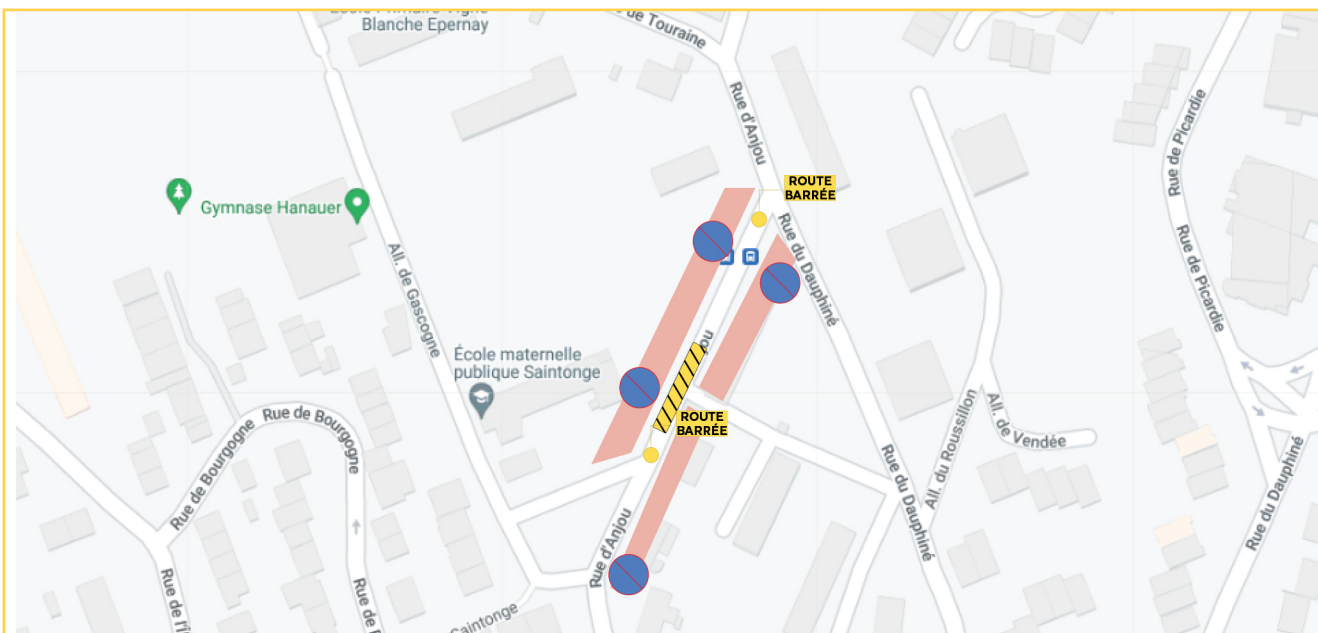 Blanche Epernay
de Touraine
Rue d'Anjou
ROUTE
BARRÉE
Gymnase Hanauer
Rue du Dauphiné
All. de Gascogne
Rue de Picardie
Rue de Picardie
École maternelle
publique Saintonge
ROUTE
BARRÉE
Rue de Bourgogne
Rue de Bourgogne
All. du Roussillon
All. de Vendée
Rue du Dauphiné
Rue du Dauphiné
Rue d'Anjou
Rue de
Rue de
Saintonge